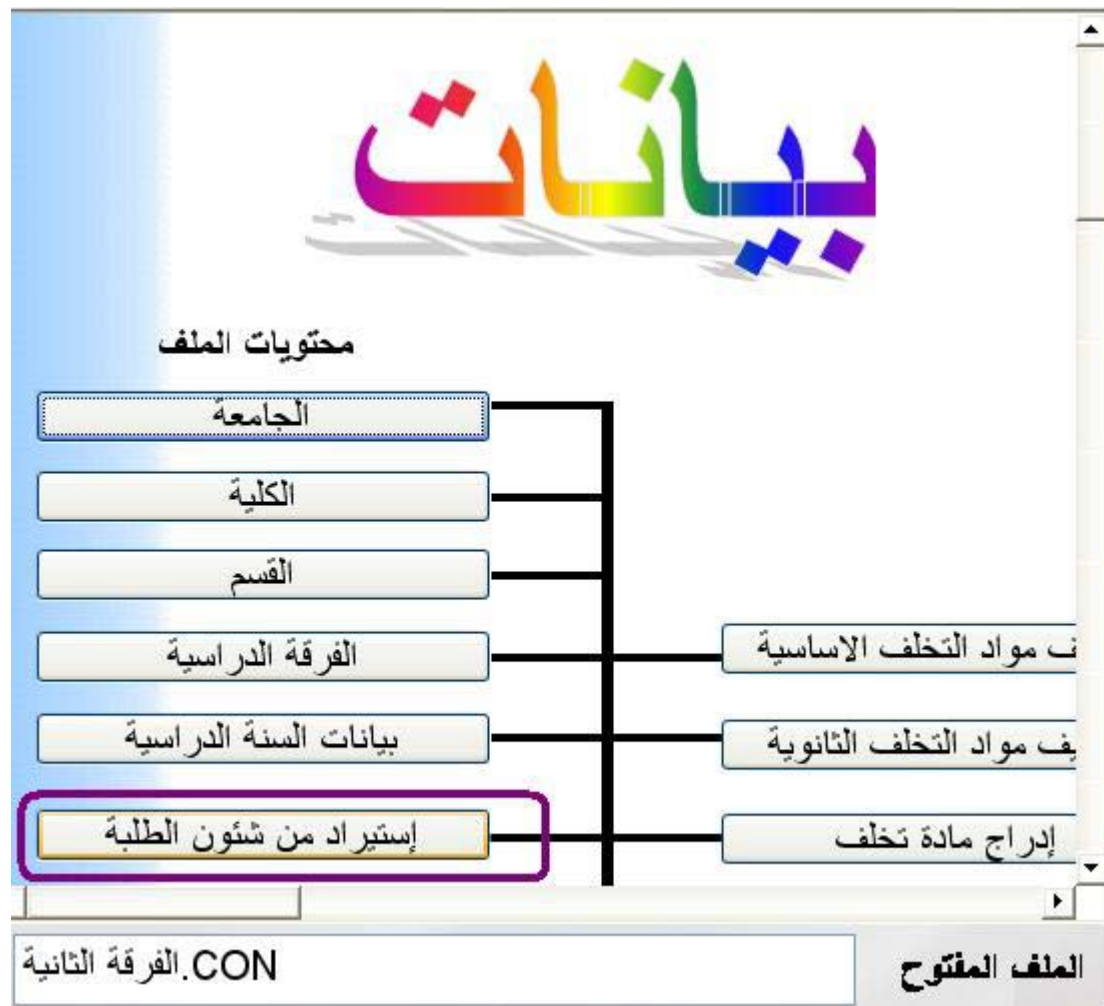 بيانات
محتويات الملف
الجامعة
الكلية
القسم
الفرقة الدراسية
مواد التخلف الاساسية
بيانات السنة الدراسية
مواد التخلف الثانوية
إستيراد من شئون الطلبة
إدراج مادة تخلف
الملف المفتوح
الفرقة الثانية.CON